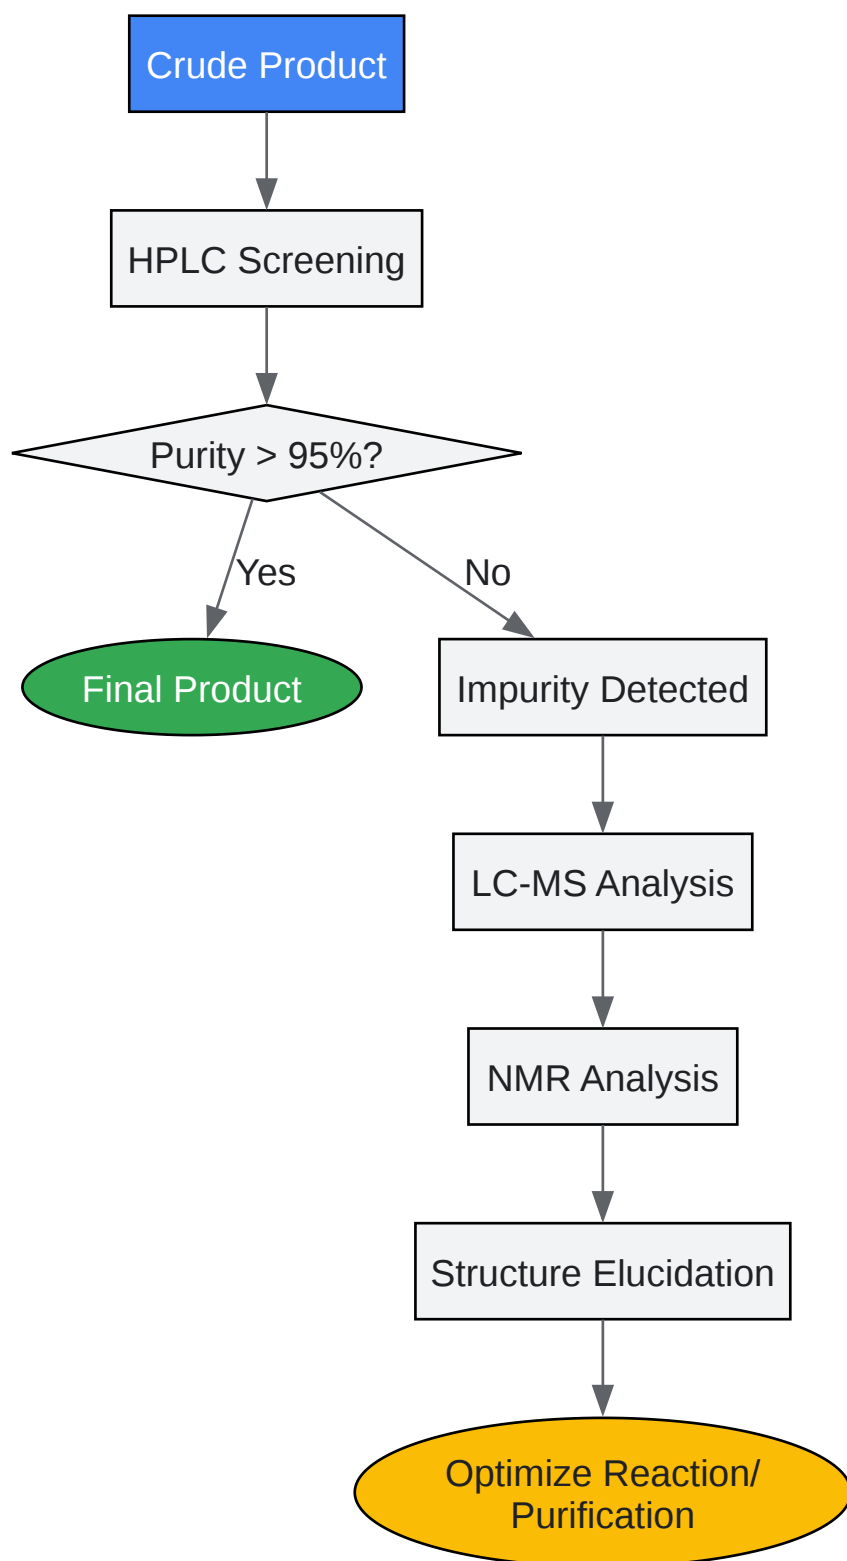 Crude Product
HPLC Screening
Purity > 95%?
Yes
No
Final Product
Impurity Detected
LC-MS Analysis
NMR Analysis
Structure Elucidation
Optimize Reaction/
Purification